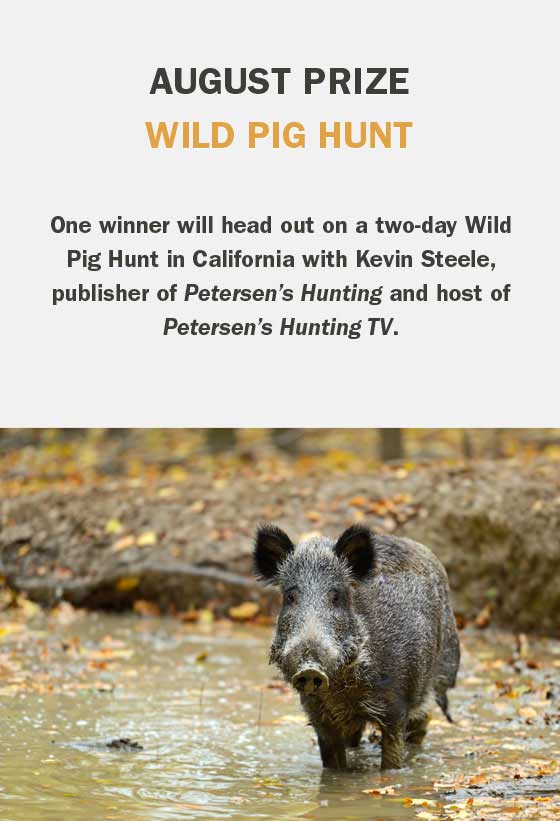 AUGUST PRIZE
WILD PIG HUNT
One winner will head out on a two-day Wild
Pig Hunt in California with Kevin Steele,
publisher of Petersen’s Hunting and host of
Petersen’s Hunting TV.